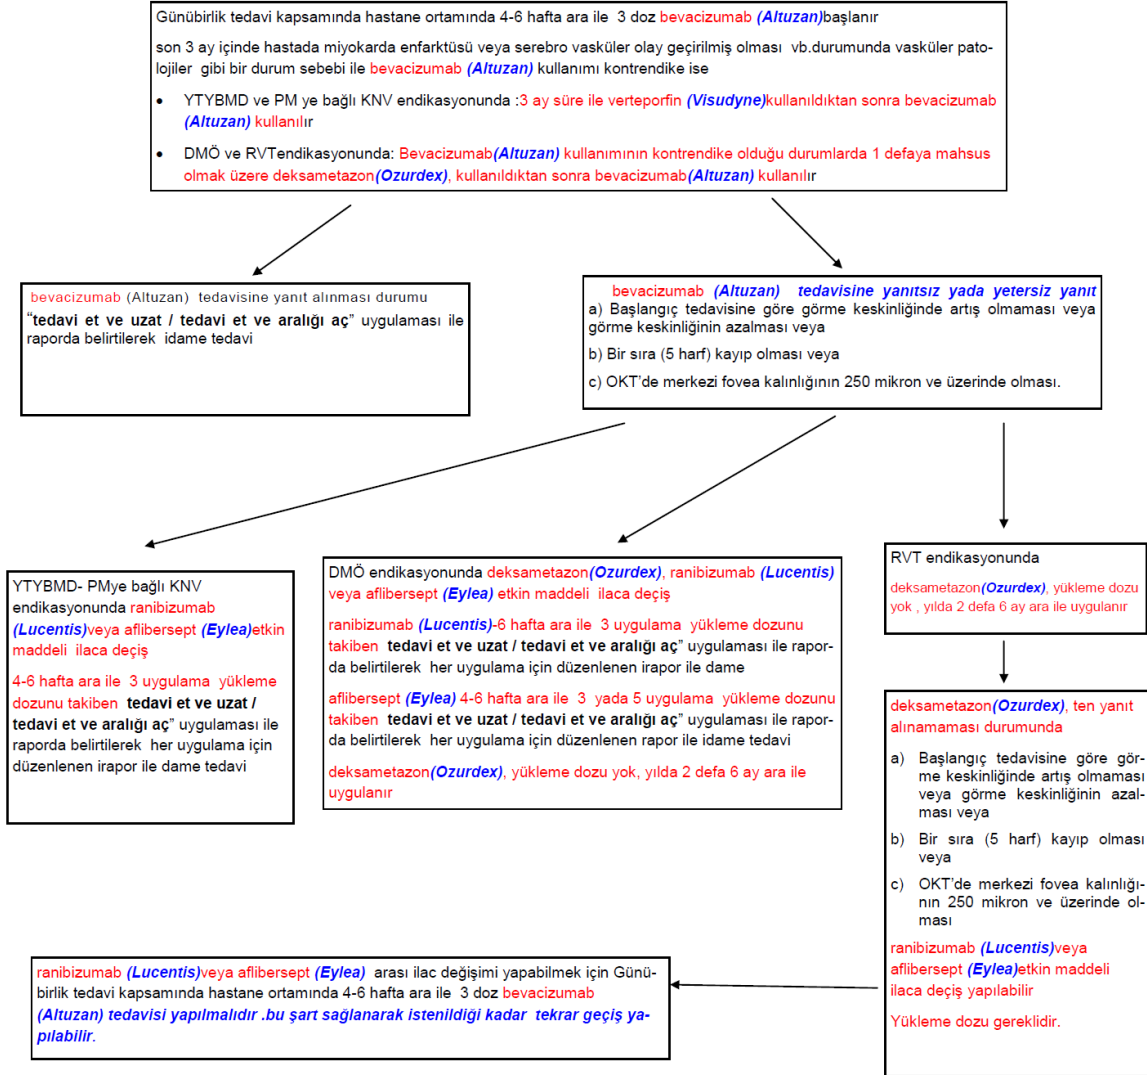 Günübirlik tedavi kapsamında hastane ortamında 4-6 hafta ara ile 3 doz bevacizumab (Altuzan)başlanır
son 3 ay içinde hastada miyokarda enfarktüsü veya serebro vasküler olay geçirilmiş olması vb.durumunda vasküler pato-
lojiler gibi bir durum sebebi ile bevacizumab (Altuzan) kullanımı kontrendike ise
• YTYBMD ve PM ye bağlı KNV endikasyonunda :3 ay süre ile verteporfin (Visudyne)kullanıldıktan sonra bevacizumab
(Altuzan) kullanılır
• DMÖ ve RVTendikasyonunda: Bevacizumab(Altuzan) kullanımının kontrendike olduğu durumlarda 1 defaya mahsus
olmak üzere deksametazon(Ozurdex), kullanıldıktan sonra bevacizumab(Altuzan) kullanılır
bevacizumab (Altuzan) tedavisine yanıt alınması durumu
“tedavi et ve uzat / tedavi et ve aralığı aç” uygulaması ile
raporda belirtilerek idame tedavi
bevacizumab (Altuzan) tedavisine yanıtsız yada yetersiz yanıt
a) Başlangıç tedavisine göre görme keskinliğinde artış olmaması veya
görme keskinliğinin azalması veya
b) Bir sıra (5 harf) kayıp olması veya
c) OKT’de merkezi fovea kalınlığının 250 mikron ve üzerinde olması.
YTYBMD- PMye bağlı KNV
endikasyonunda ranibizumab
(Lucentis)veya aflibersept (Eylea)etkin
maddeli ilaca deçiş
4-6 hafta ara ile 3 uygulama yükleme
dozunu takiben tedavi et ve uzat /
tedavi et ve aralığı aç” uygulaması ile
raporda belirtilerek her uygulama için
düzenlenen irapor ile dame tedavi
DMÖ endikasyonunda deksametazon(Ozurdex), ranibizumab (Lucentis)
veya aflibersept (Eylea) etkin maddeli ilaca deçiş
ranibizumab (Lucentis)-6 hafta ara ile 3 uygulama yükleme dozunu
takiben tedavi et ve uzat / tedavi et ve aralığı aç” uygulaması ile rapor-
da belirtilerek her uygulama için düzenlenen irapor ile dame
aflibersept (Eylea) 4-6 hafta ara ile 3 yada 5 uygulama yükleme dozunu
takiben tedavi et ve uzat / tedavi et ve aralığı aç” uygulaması ile rapor-
da belirtilerek her uygulama için düzenlenen rapor ile idame tedavi
deksametazon(Ozurdex), yükleme dozu yok, yılda 2 defa 6 ay ara ile
uygulanır
RVT endikasyonunda
deksametazon(Ozurdex), yükleme dozu
yok , yılda 2 defa 6 ay ara ile uygulanır
deksametazon(Ozurdex), ten yanıt
alınamaması durumunda
a) Başlangıç tedavisine göre gör-
me keskinliğinde artış olmaması
veya görme keskinliğinin azal-
ması veya
b) Bir sıra (5 harf) kayıp olması
veya
c) OKT’de merkezi fovea kalınlığı-
nın 250 mikron ve üzerinde ol-
ması
ranibizumab (Lucentis)veya
aflibersept (Eylea)etkin maddeli
ilaca deçiş yapılabilir
Yükleme dozu gereklidir.
ranibizumab (Lucentis)veya aflibersept (Eylea) arası ilac değişimi yapabilmek için Günü-
birlik tedavi kapsamında hastane ortamında 4-6 hafta ara ile 3 doz bevacizumab
(Altuzan) tedavisi yapılmalıdır .bu şart sağlanarak istenildiği kadar tekrar geçiş ya-
pılabilir.